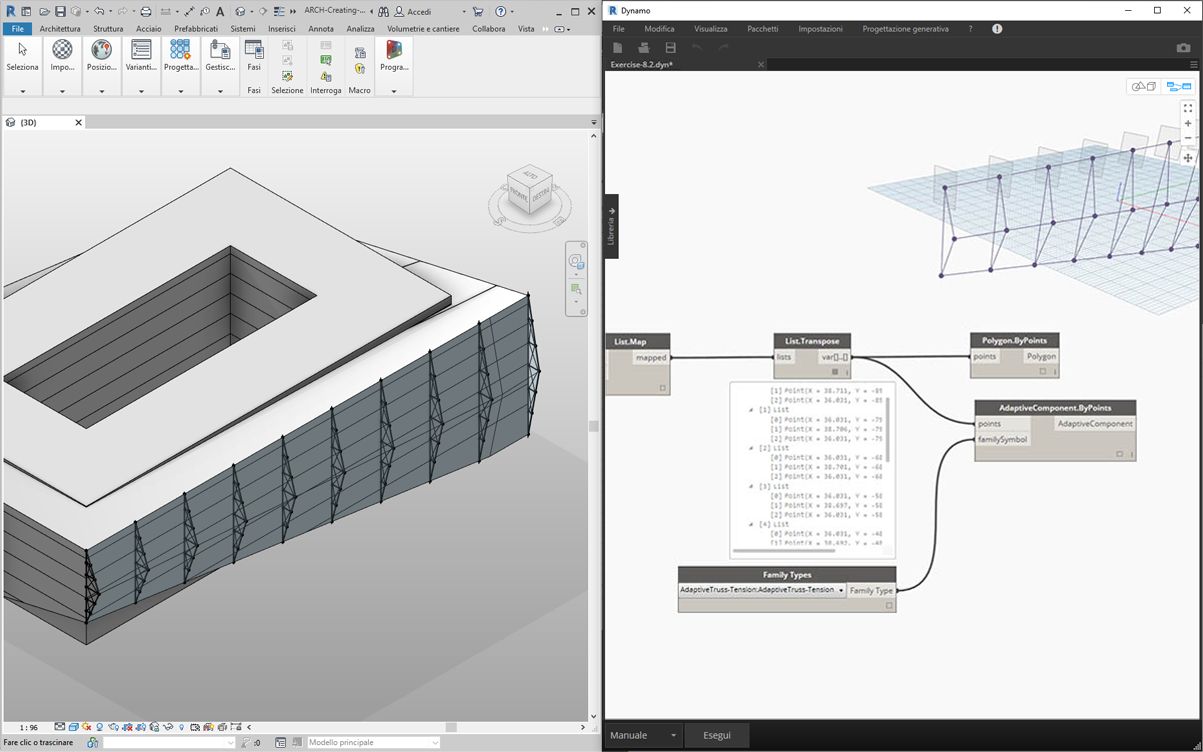 ARCH-Creating-...
Accedi
File
Architettura
Struttura
Acciaio
Prefabbricati
Sistemi
Inserisci
Annota
Analizza
Volumetrie e cantiere
Collabora
Vista
Seleziona
Impo...
Posizio...
Varianti...
Progetta...
Gestisc...
Fasi
Progra...
Fasi
Selezione
Interroga
Macro
{3D}
ALTO
FRONTE
DESTRA
1 : 96
Fare clic o trascinare
:0
Modello principale
Dynamo
File
Modifica
Visualizza
Pacchetti
Impostazioni
Progettazione generativa
?
Exercise-8.2.dyn*
Libreria
List.Map
mapped
List.Transpose
lists
var[]..[]
Polygon.ByPoints
points
Polygon
[1] Point(X = 38.711, Y = -85
[2] Point(X = 36.031, Y = -85
[1] List
[0] Point(X = 36.031, Y = -75
[1] Point(X = 38.706, Y = -75
[2] Point(X = 36.031, Y = -75
[2] List
[0] Point(X = 36.031, Y = -68
[1] Point(X = 38.701, Y = -68
[2] Point(X = 36.031, Y = -68
[3] List
[0] Point(X = 36.031, Y = -58
[1] Point(X = 38.697, Y = -58
[2] Point(X = 36.031, Y = -58
[4] List
[0] Point(X = 36.031, Y = -48
AdaptiveComponent.ByPoints
points
AdaptiveComponent
familySymbol
Family Types
AdaptiveTruss-Tension:AdaptiveTruss-Tension
Family Type
Manuale
Esegui